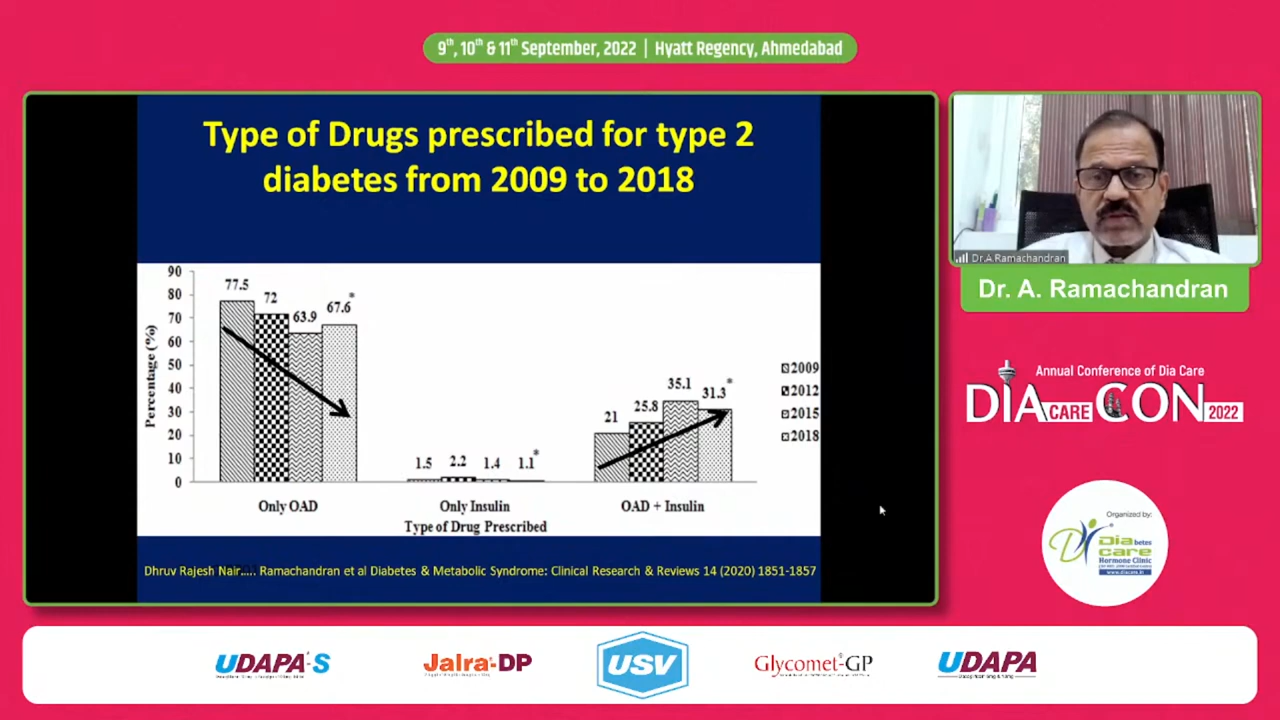 9th, 10th & 11th September, 2022 | Hyatt Regency, Ahmedabad
Type of Drugs prescribed for type 2
diabetes from 2009 to 2018
Percentage (%)
90
80
70
60
50
40
30
20
10
0
77.5
72
63.9
67.6*
1.5
2.2
1.4
1.1*
21
25.8
35.1
31.3*
Only OAD
Only Insulin
OAD + Insulin
Type of Drug Prescribed
2009
2012
2015
2018
Dhruv Rajesh Nair.... Ramachandran et al Diabetes & Metabolic Syndrome: Clinical Research & Reviews 14 (2020) 1851-1857
Dr.A.Ramachandran
Dr. A. Ramachandran
Annual Conference of Dia Care
DIA CARE CON 2022
Organized by:
Diabetes
care
Hormone Clinic
www.diacare.in
UDAPA-S
Jalra-DP
USV
Glycomet®-GP
UDAPA